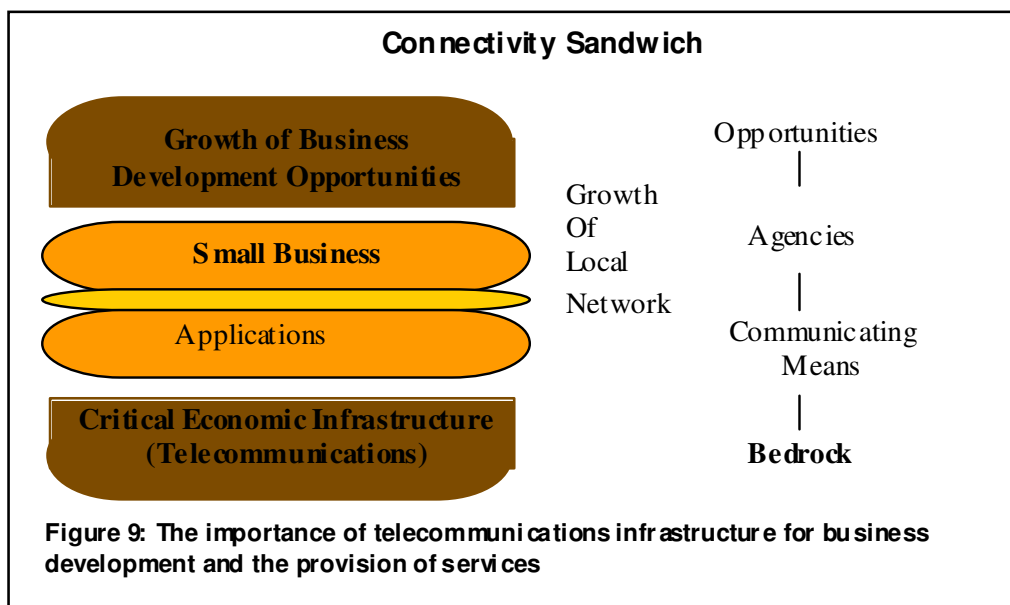 Connectivity Sandwich
Growth of Business
Development Opportunities
Small Business
Applications
Critical Economic Infrastructure
(Telecommunications)
Growth
Of
Local
Network
Opportunities
Agencies
Communicating
Means
Bedrock
Figure 9: The importance of telecommunications infrastructure for business
development and the provision of services